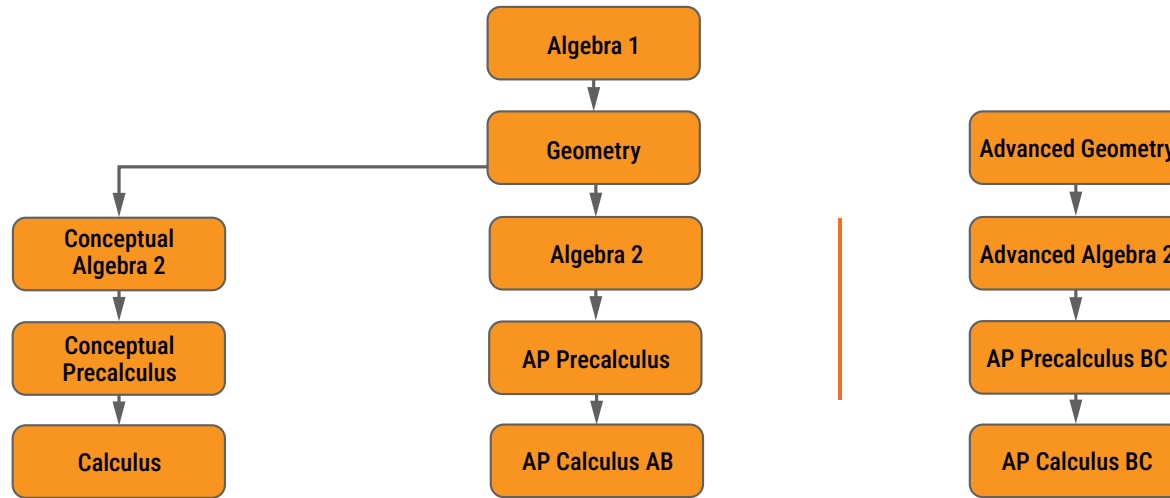 Algebra 1
Geometry
Advanced Geometry
Conceptual
Algebra 2
Algebra 2
Advanced Algebra 2
Conceptual
Precalculus
AP Precalculus
AP Precalculus BC
Calculus
AP Calculus AB
AP Calculus BC